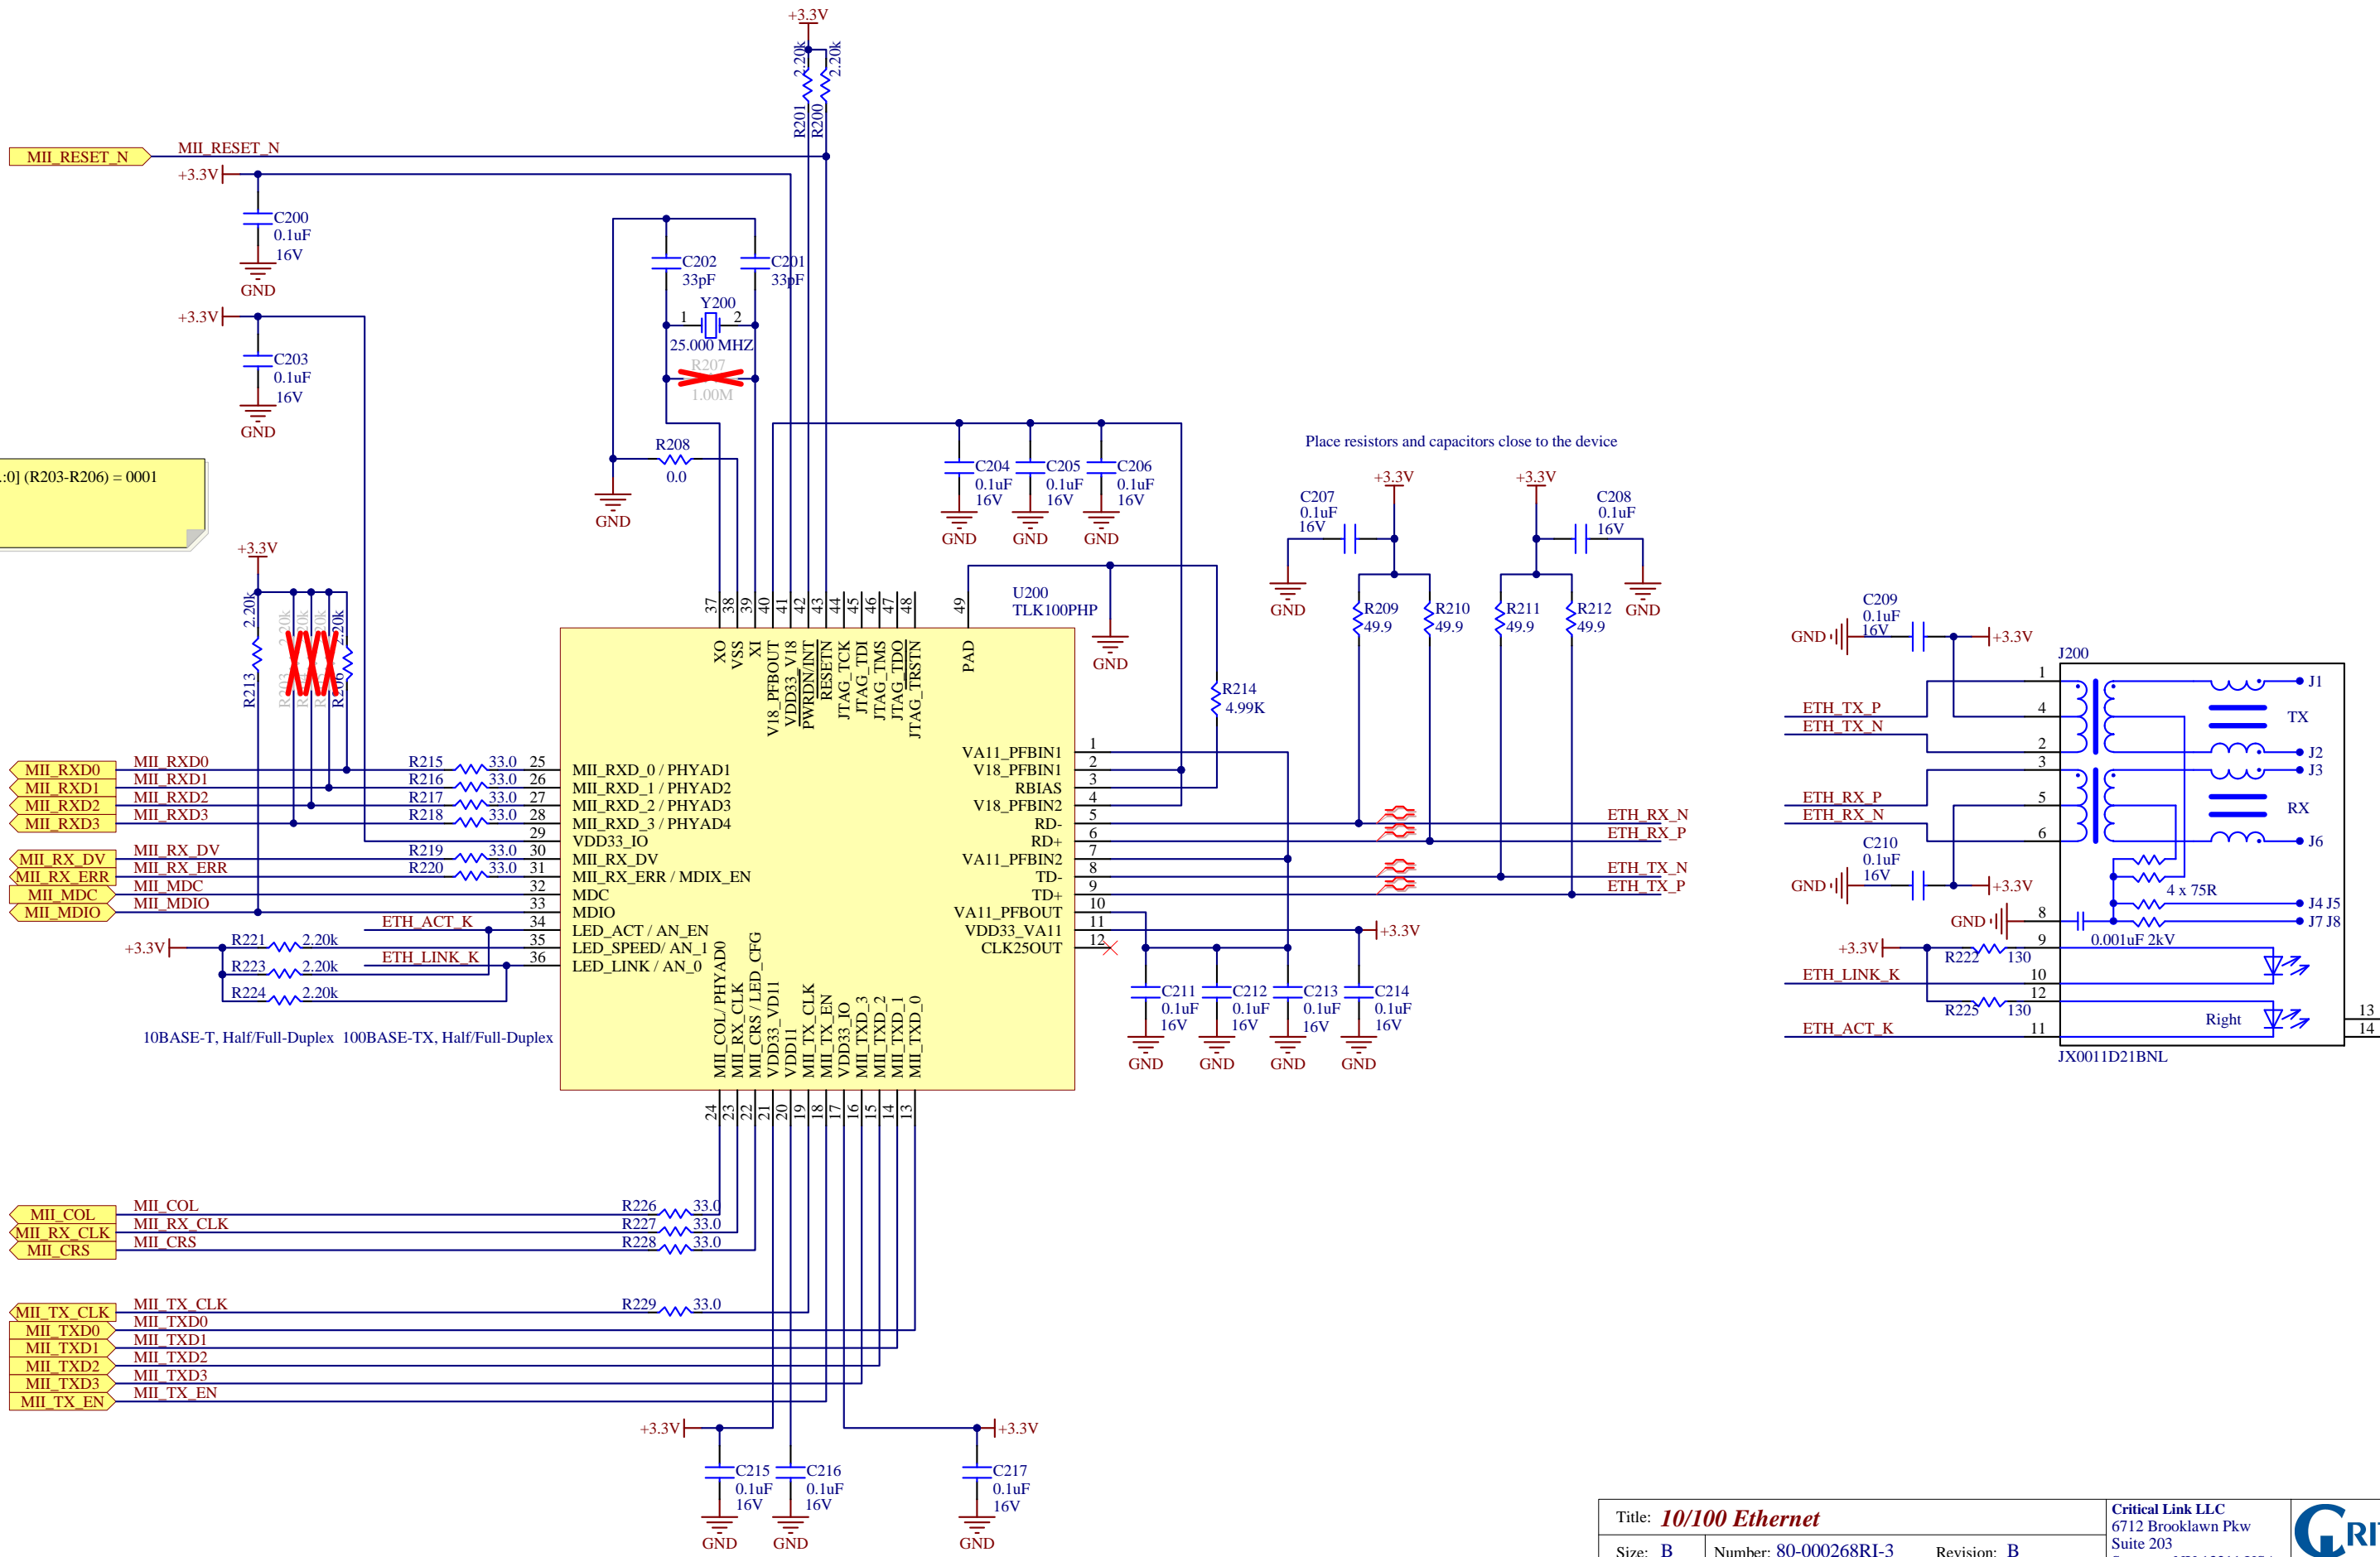 +3.3V
2.20k
2.20k
R201
R200
MII_RESET_N
MII_RESET_N
+3.3V
C200
0.1uF
16V
GND
+3.3V
C203
0.1uF
16V
GND
C202
33pF
C201
33pF
Y200
1
2
25.000 MHZ
R207
1.00M
R208
0.0
GND
C204
0.1uF
16V
GND
C205
0.1uF
16V
GND
C206
0.1uF
16V
GND
Place resistors and capacitors close to the device
+3.3V
+3.3V
C207
0.1uF
16V
C208
0.1uF
16V
GND
GND
R209
49.9
R210
49.9
R211
49.9
R212
49.9
:0] (R203-R206) = 0001
+3.3V
2.20k
2.20k
2.20k
R213
R203
R206
U200
TLK100PHP
GND
R214
4.99K
37
38
39
40
41
42
43
44
45
46
47
48
49
XO
VSS
XI
V18_PFBOUT
VDD33_V18
PWRDN/INT
RESETN
JTAG_TCK
JTAG_TDI
JTAG_TMS
JTAG_TDO
JTAG_TRSTN
PAD
MII_RXD0 MII_RXD0 R215 33.0 25 MII_RXD_0 / PHYAD1
MII_RXD1 MII_RXD1 R216 33.0 26 MII_RXD_1 / PHYAD2
MII_RXD2 MII_RXD2 R217 33.0 27 MII_RXD_2 / PHYAD3
MII_RXD3 MII_RXD3 R218 33.0 28 MII_RXD_3 / PHYAD4
29 VDD33_IO
MII_RX_DV MII_RX_DV R219 33.0 30 MII_RX_DV
MII_RX_ERR MII_RX_ERR R220 33.0 31 MII_RX_ERR / MDIX_EN
MII_MDC MII_MDC 32 MDC
MII_MDIO MII_MDIO 33 MDIO
ETH_ACT_K 34 LED_ACT / AN_EN
+3.3V R221 2.20k 35 LED_SPEED/ AN_1
ETH_LINK_K 36 LED_LINK / AN_0
R223 2.20k
R224 2.20k
10BASE-T, Half/Full-Duplex 100BASE-TX, Half/Full-Duplex
VA11_PFBIN1 1
V18_PFBIN1 2
RBIAS 3
V18_PFBIN2 4
RD- 5 ETH_RX_N
RD+ 6 ETH_RX_P
VA11_PFBIN2 7
TD- 8 ETH_TX_N
TD+ 9 ETH_TX_P
VA11_PFBOUT 10
VDD33_VA11 11 +3.3V
CLK25OUT 12
C211
0.1uF
16V
GND
C212
0.1uF
16V
GND
C213
0.1uF
16V
GND
C214
0.1uF
16V
GND
MII_COL/ PHYAD0
MII_RX_CLK
MII_CRS / LED_CFG
VDD33_VD11
VDD11
MII_TX_CLK
MII_TX_EN
VDD33_IO
MII_TXD_3
MII_TXD_2
MII_TXD_1
MII_TXD_0
24
23
22
21
20
19
18
17
16
15
14
13
C209
0.1uF
16V
GND
+3.3V
J200
1
ETH_TX_P 4
ETH_TX_N
2
3
ETH_RX_P 5
ETH_RX_N
6
C210
0.1uF
16V
GND
+3.3V
GND 8
0.001uF 2kV
4 x 75R
J1
TX
J2
J3
RX
J6
J4 J5
J7 J8
+3.3V R222 130 9
ETH_LINK_K 10
12
R225 130
ETH_ACT_K 11
Right
13
14
JX0011D21BNL
MII_COL MII_COL R226 33.0
MII_RX_CLK MII_RX_CLK R227 33.0
MII_CRS MII_CRS R228 33.0
MII_TX_CLK MII_TX_CLK R229 33.0
MII_TXD0 MII_TXD0
MII_TXD1 MII_TXD1
MII_TXD2 MII_TXD2
MII_TXD3 MII_TXD3
MII_TX_EN MII_TX_EN
+3.3V
+3.3V
C215
0.1uF
16V
GND
C216
0.1uF
16V
GND
C217
0.1uF
16V
GND
Title: 10/100 Ethernet
Size: B Number: 80-000268RI-3 Revision: B
Critical Link LLC
6712 Brooklawn Pkw
Suite 203
CRIT